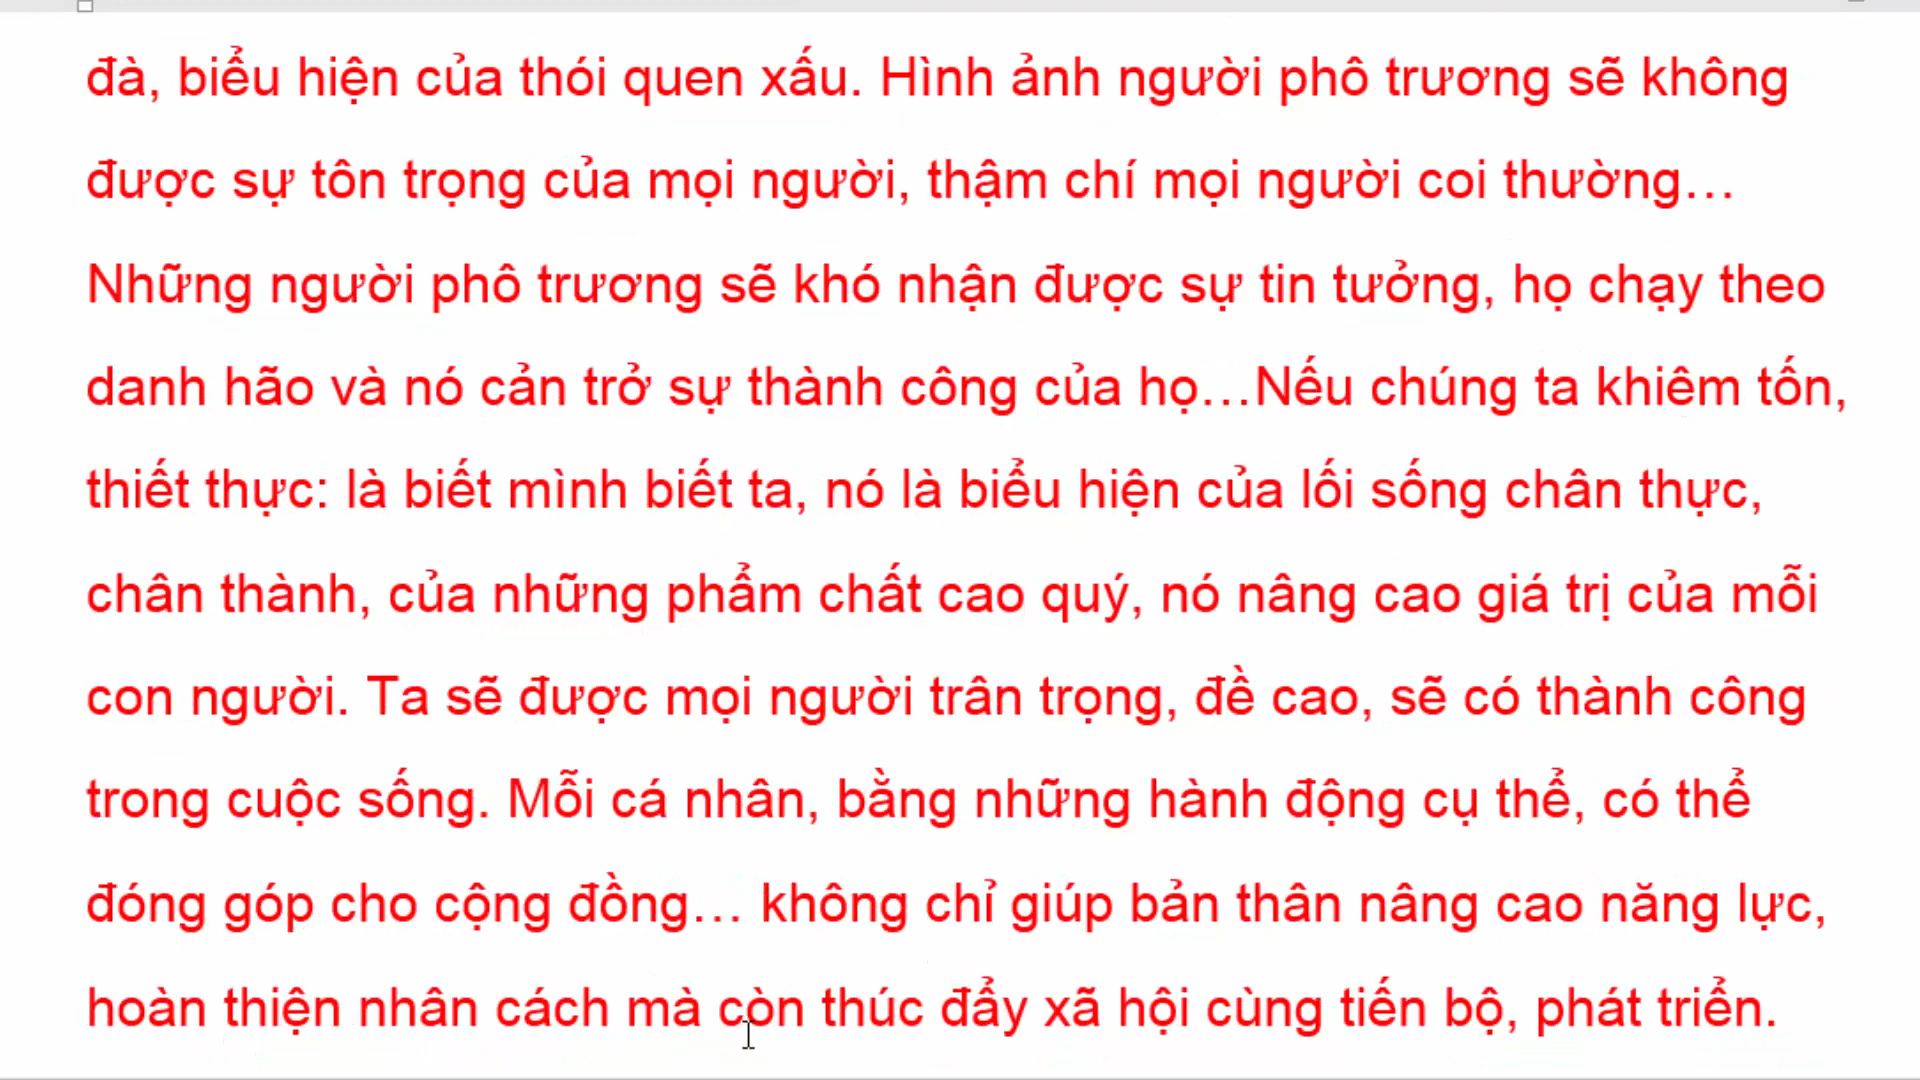 đà, biểu hiện của thói quen xấu. Hình ảnh người phô trương sẽ không
được sự tôn trọng của mọi người, thậm chí mọi người coi thường…
Những người phô trương sẽ khó nhận được sự tin tưởng, họ chạy theo
danh hão và nó cản trở sự thành công của họ…Nếu chúng ta khiêm tốn,
thiết thực: là biết mình biết ta, nó là biểu hiện của lối sống chân thực,
chân thành, của những phẩm chất cao quý, nó nâng cao giá trị của mỗi
con người. Ta sẽ được mọi người trân trọng, đề cao, sẽ có thành công
trong cuộc sống. Mỗi cá nhân, bằng những hành động cụ thể, có thể
đóng góp cho cộng đồng… không chỉ giúp bản thân nâng cao năng lực,
hoàn thiện nhân cách mà còn thúc đẩy xã hội cùng tiến bộ, phát triển.